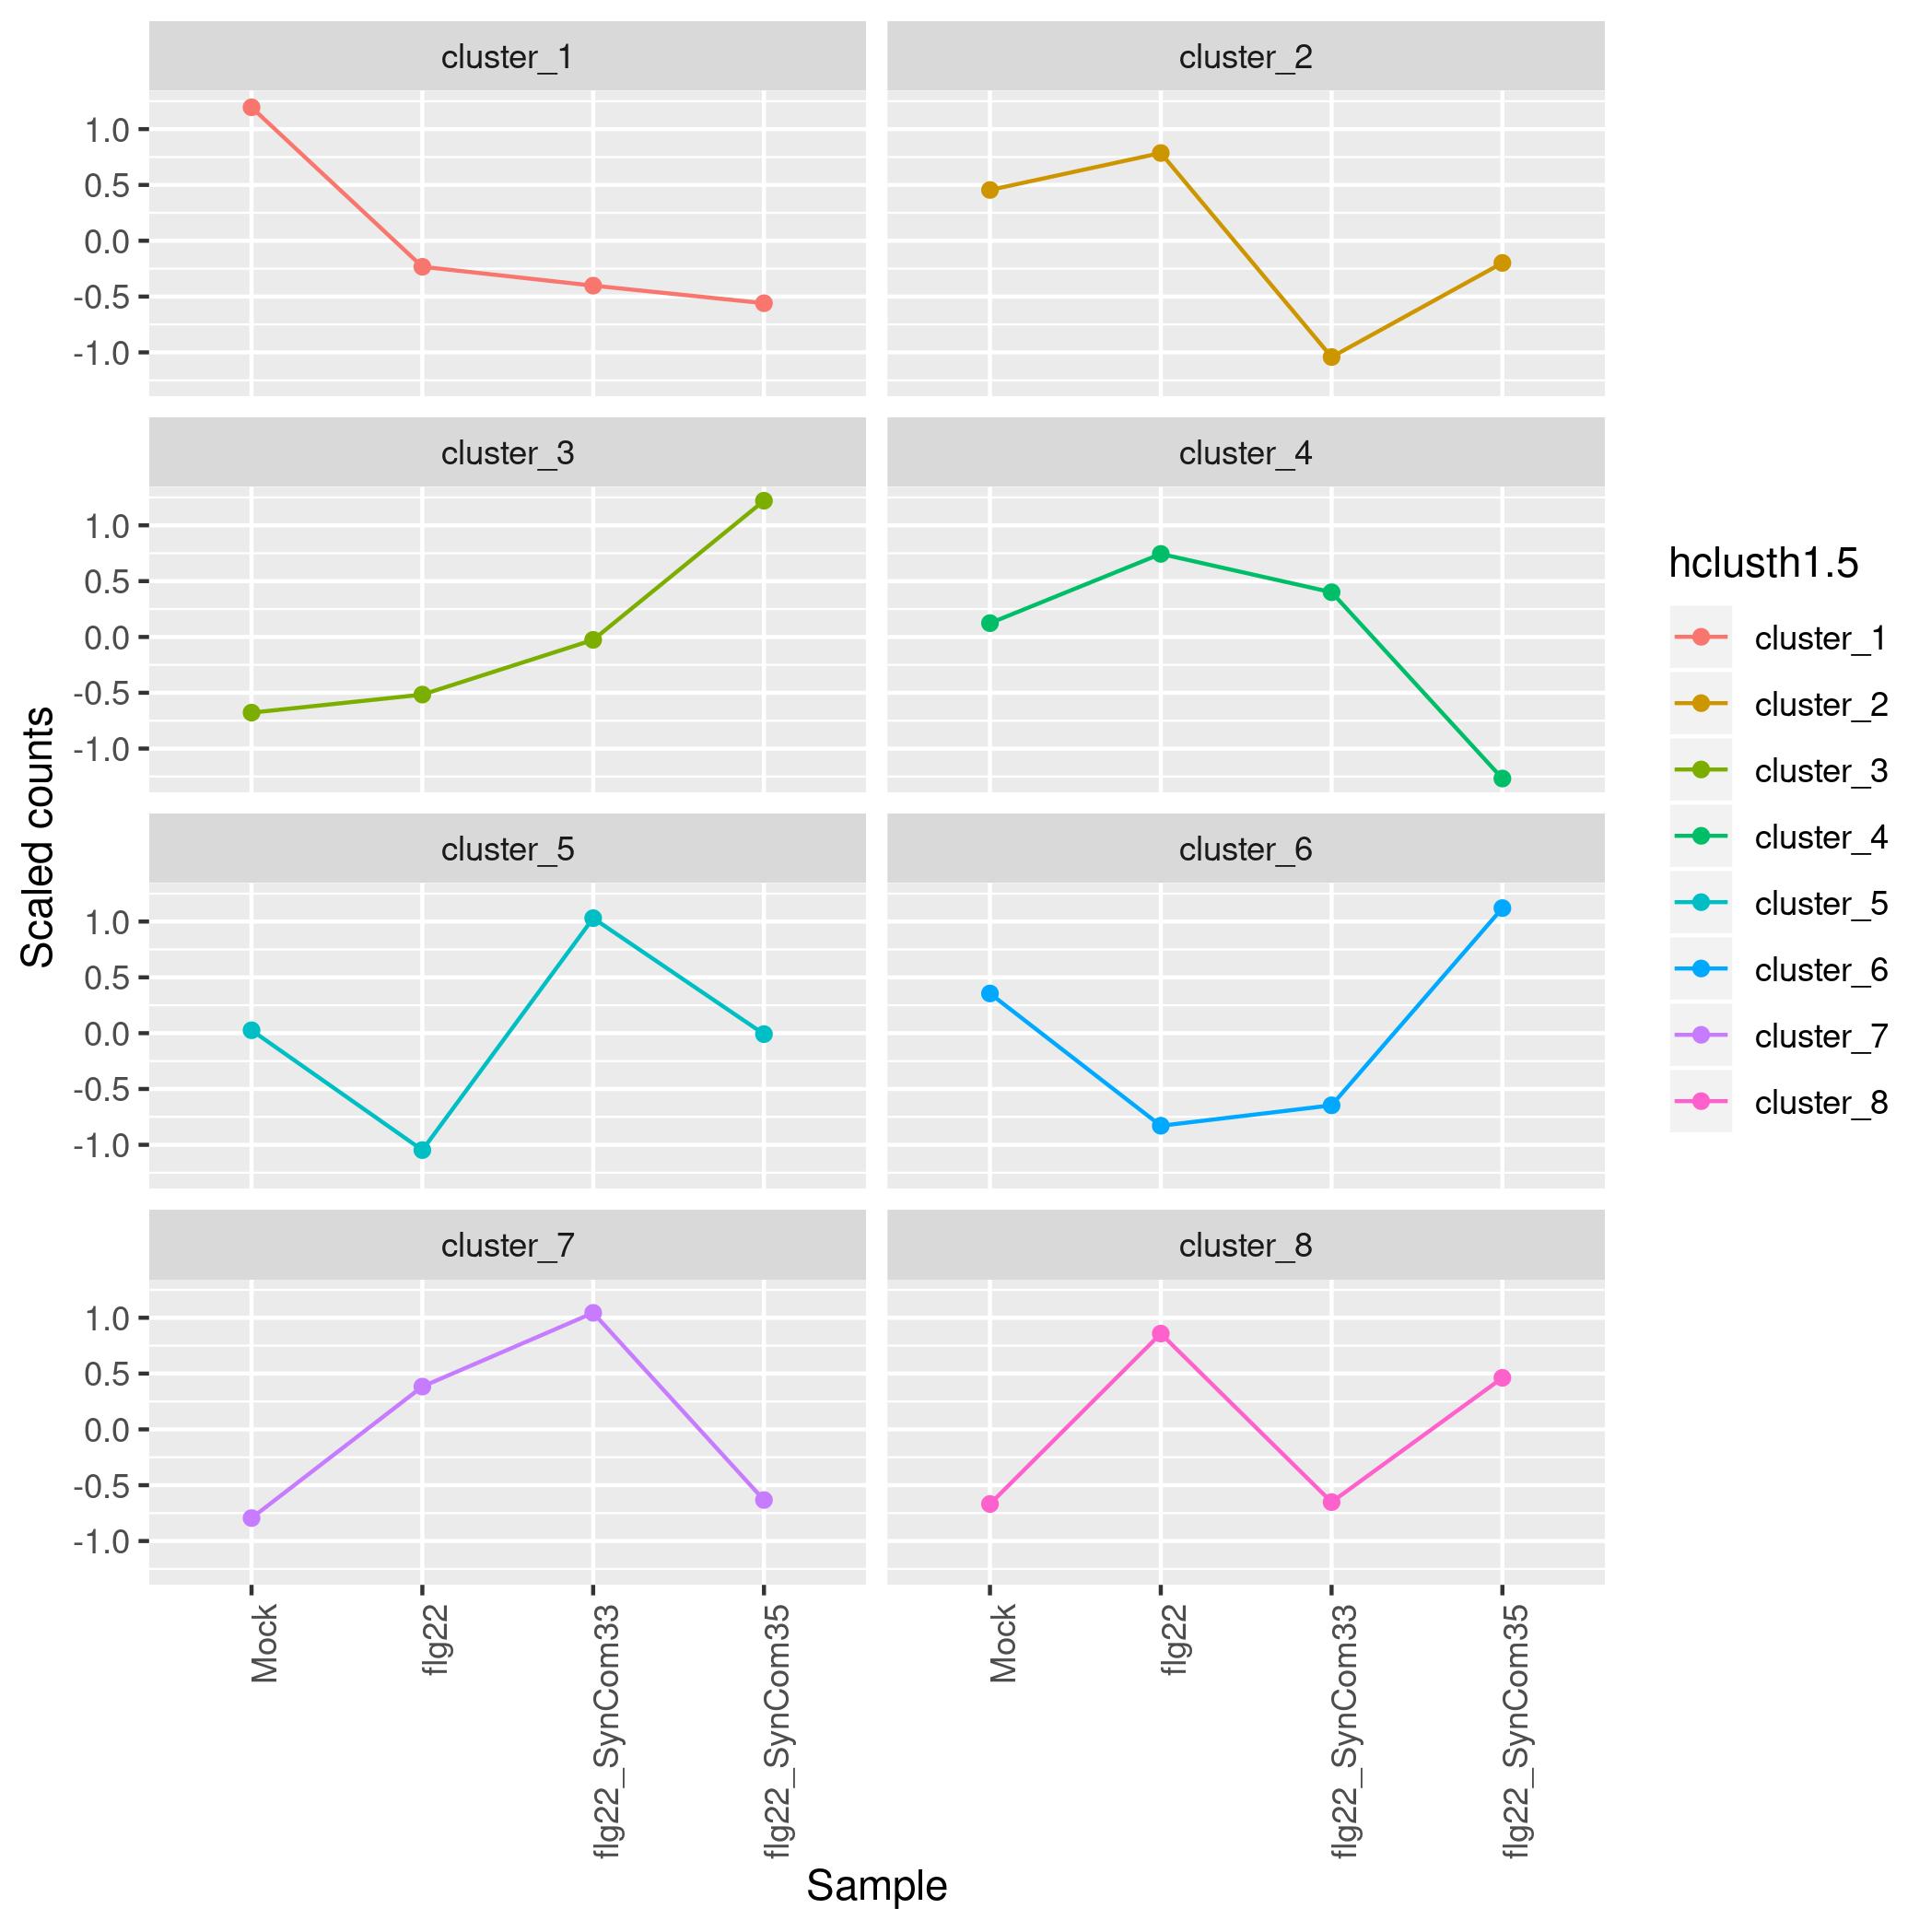 cluster_1
cluster_2
1.0
0.5
0.0
-0.5
-1.0
cluster_3
cluster_4
1.0
0.5
0.0
-0.5
-1.0
cluster_5
cluster_6
1.0
0.5
0.0
-0.5
-1.0
cluster_7
cluster_8
1.0
0.5
0.0
-0.5
-1.0
Mock
flg22
flg22_SynCom33
flg22_SynCom35
Mock
flg22
flg22_SynCom33
flg22_SynCom35
Sample
Scaled counts
hclusth1.5
cluster_1
cluster_2
cluster_3
cluster_4
cluster_5
cluster_6
cluster_7
cluster_8